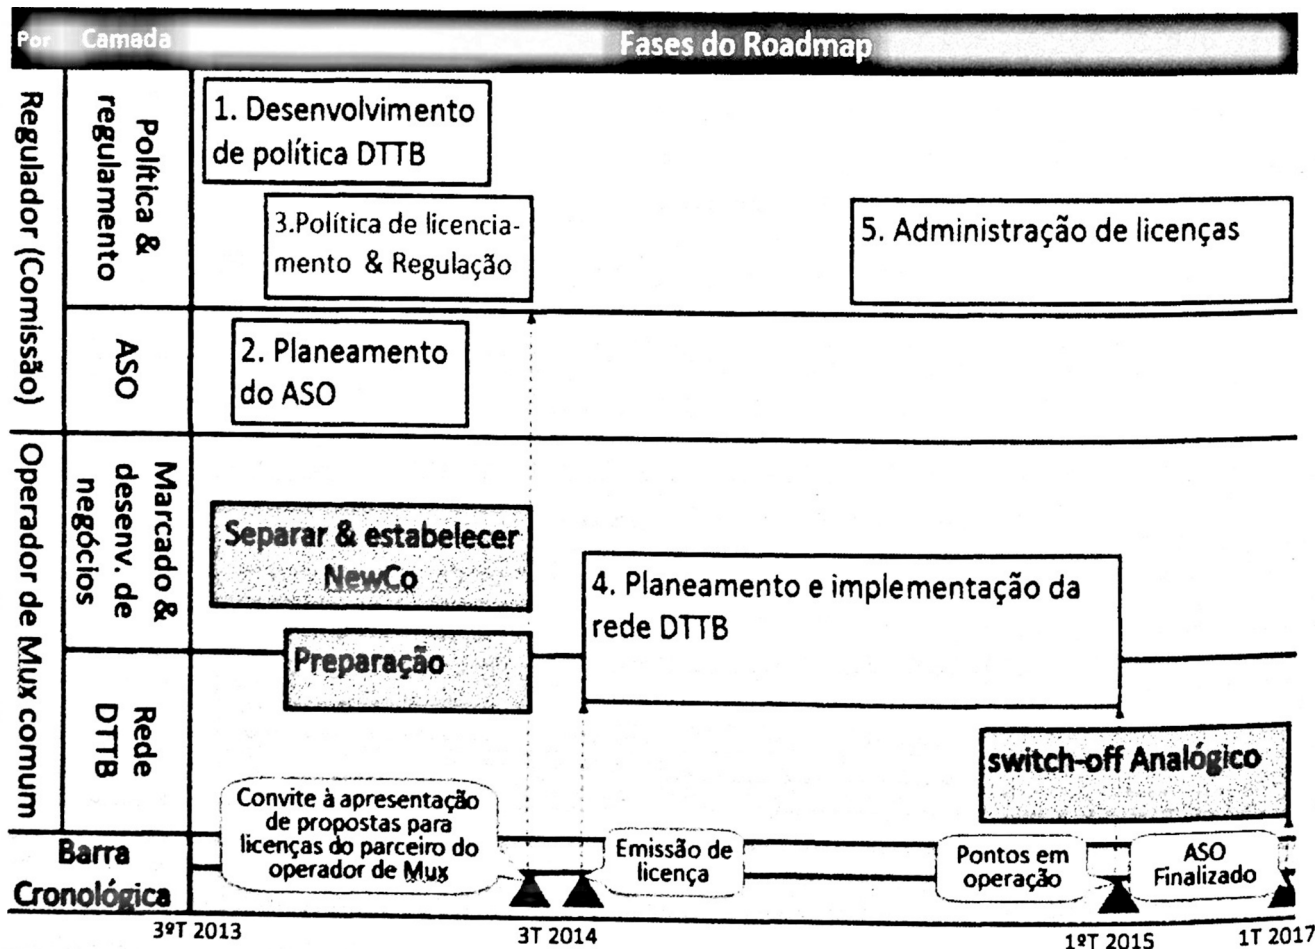 Por Camada Fases do Roadmap
Regulador (Comissão)
Política &
regulamento
1. Desenvolvimento
de política DTTB
3.Política de licencia-
mento & Regulação
5. Administração de licenças
ASO
2. Planeamento
do ASO
Operador de Mux comum
Marcado &
desenv. de
negócios
Separar & estabelecer
NewCo
4. Planeamento e implementação da
rede DTTB
Preparação
Rede
DTTB
switch-off Analógico
Barra
Cronológica
Convite à apresentação
de propostas para
licenças do parceiro do
operador de Mux
Emissão de
licença
Pontos em
operação
ASO
Finalizado
3ºT 2013
3T 2014
1ºT 2015
1T 2017